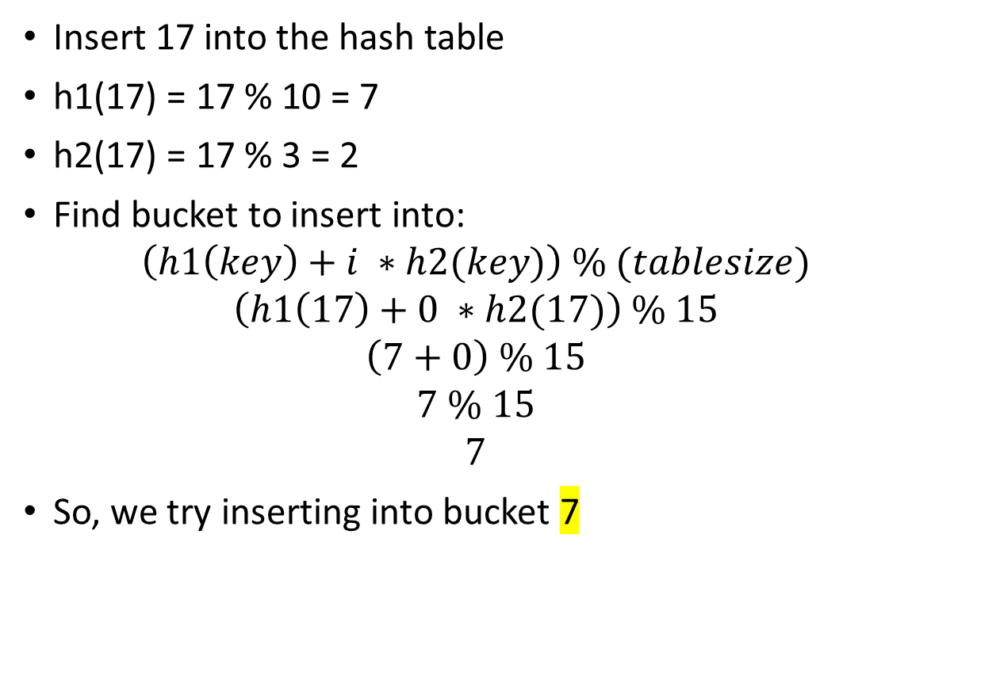 • Insert 17 into the hash table
• h1(17) = 17 % 10 = 7
• h2(17) = 17 % 3 = 2
• Find bucket to insert into:
(ℎ1(𝑘𝑒𝑦) + 𝑖 ∗ ℎ2(𝑘𝑒𝑦)) % (𝑡𝑎𝑏𝑙𝑒𝑠𝑖𝑧𝑒)
(ℎ1(17) + 0 ∗ ℎ2(17)) % 15
(7 + 0) % 15
7 % 15
7
• So, we try inserting into bucket 7